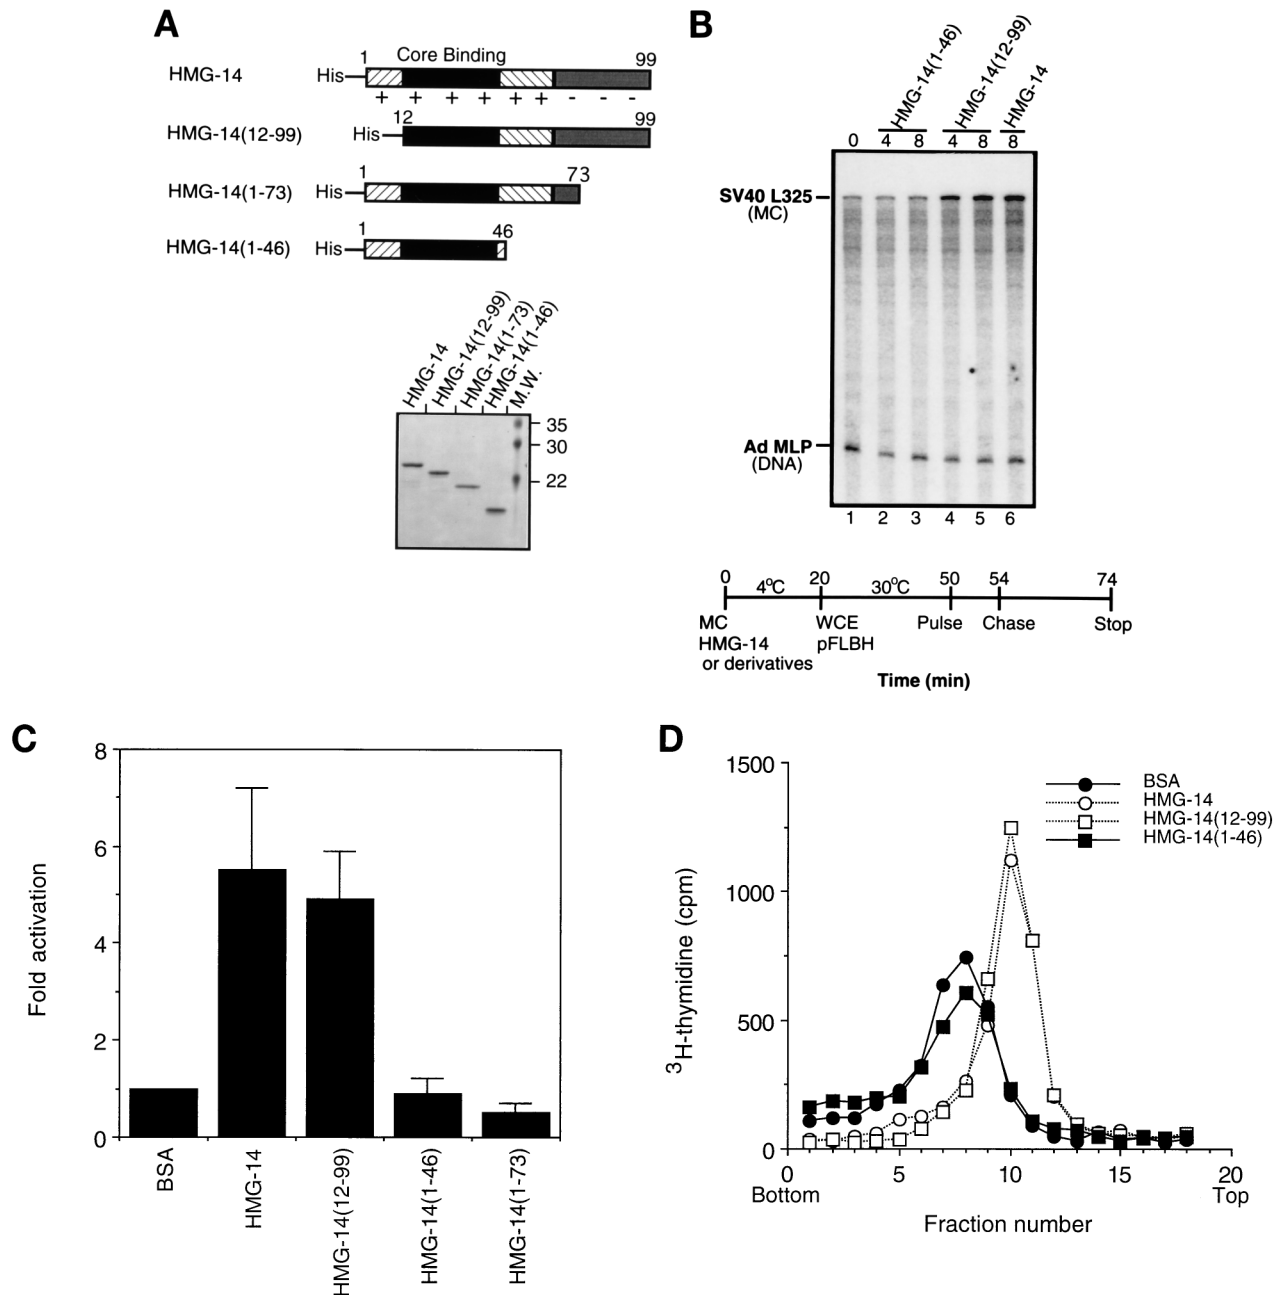 A
1 Core Binding 99
HMG-14 His
+ + + + + + - - -
12 99
HMG-14(12-99) His
1 73
HMG-14(1-73) His
1 46
HMG-14(1-46) His
HMG-14
HMG-14(12-99)
HMG-14(1-73)
HMG-14(1-46)
M.W.
35
30
22
B
HMG-14(1-46)
HMG-14(12-99)
HMG-14
0 4 8 4 8 8
SV40 L325
(MC)
Ad MLP
(DNA)
1 2 3 4 5 6
0 20 50 54 74
4°C 30°C
MC WCE Pulse Chase Stop
HMG-14 pFLBH
or derivatives
Time (min)
C
Fold activation
8
6
4
2
0
BSA
HMG-14
HMG-14(12-99)
HMG-14(1-46)
HMG-14(1-73)
D
3H-thymidine (cpm)
1500
1000
500
0
BSA
HMG-14
HMG-14(12-99)
HMG-14(1-46)
0 5 10 15 20
Bottom Top
Fraction number